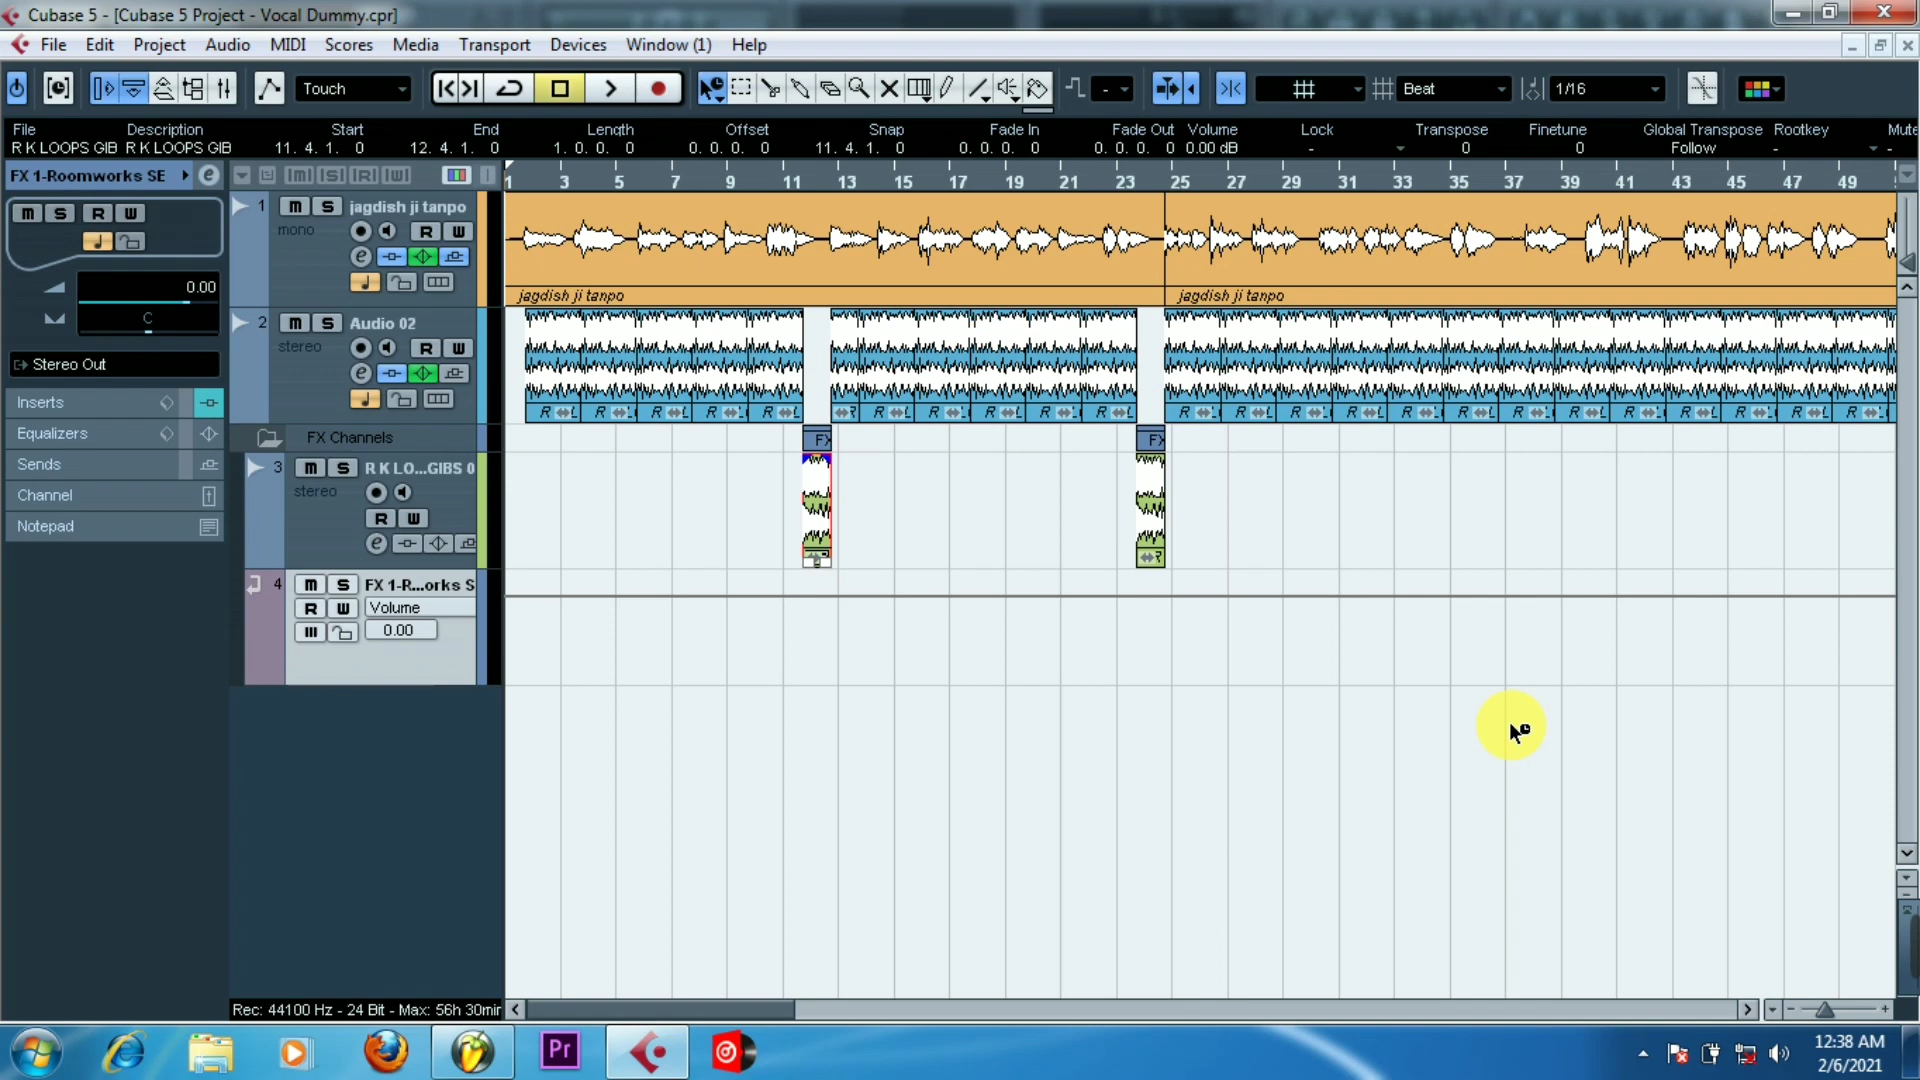 Cubase 5 - [Cubase 5 Project - Vocal Dummy.cpr]
File Edit Project Audio MIDI Scores Media Transport Devices Window (1) Help
Touch - Beat 1/16
File Description Start End Length Offset Snap Fade In Fade Out Volume Lock Transpose Finetune Global Transpose Rootkey Mute
R K LOOPS GIB R K LOOPS GIB 11. 4. 1. 0 12. 4. 1. 0 1. 0. 0. 0 0. 0. 0. 0 11. 4. 1. 0 0. 0. 0. 0 0. 0. 0. 0 0.00 dB - 0 0 Follow - -
FX 1-Roomworks SE e
1 3 5 7 9 11 13 15 17 19 21 23 25 27 29 31 33 35 37 39 41 43 45 47 49
M S R W
0.00
C
Stereo Out
Inserts
Equalizers
Sends
Channel
Notepad
1 M S jagdish ji tanpo
mono R W
e
jagdish ji tanpo jagdish ji tanpo
2 M S Audio 02
stereo R W
e
FX Channels
3 M S R K LO...GIBS 0
stereo
R W
e
4 M S FX 1-R...orks S
R W Volume
0.00
Rec: 44100 Hz - 24 Bit - Max: 56h 30min
Pr
12:38 AM
2/6/2021